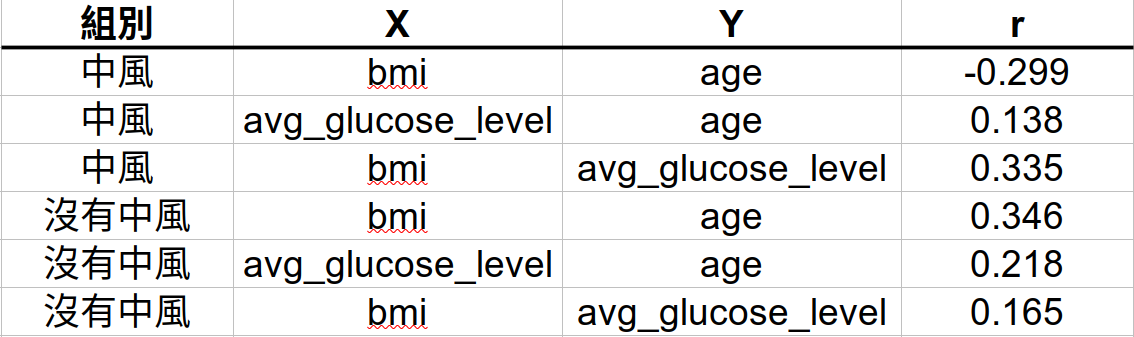 組別 X Y r
中風 bmi age -0.299
中風 avg_glucose_level age 0.138
中風 bmi avg_glucose_level 0.335
沒有中風 bmi age 0.346
沒有中風 avg_glucose_level age 0.218
沒有中風 bmi avg_glucose_level 0.165